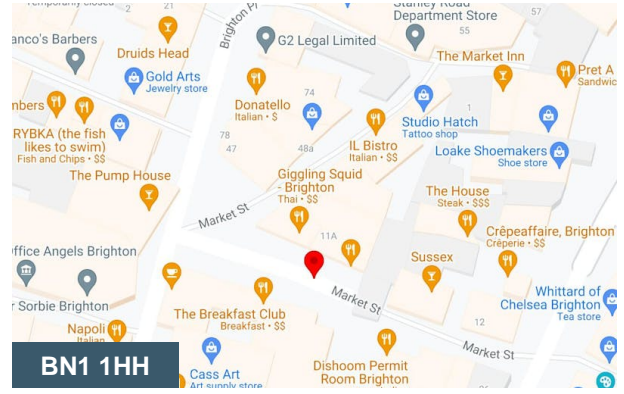 Temporarily closed
Stanley Road
Department Store
57
55
anco's Barbers
Druids Head
Brighton Pl
G2 Legal Limited
The Market Inn
Pret A
Sandwic
Gold Arts
Jewelry store
74
mbers
Donatello
Italian • $
Studio Hatch
Tattoo shop
RYBKA (the fish
likes to swim)
Fish and Chips • $$
78
47
48a
IL Bistro
Italian • $$
Loake Shoemakers
Shoe store
The Pump House
Giggling Squid
- Brighton
Thai • $$
The House
Steak • $$$
Market St
11A
Crêpeaffaire, Brighton
Crêperie • $$
Office Angels Brighton
Sussex
r Sorbie Brighton
Market St
Whittard of
Chelsea Brighton
Tea store
The Breakfast Club
Breakfast • $$
12
Napoli
Italian
Market St
BN1 1HH
Cass Art
Art supply store
Dishoom Permit
Room Brighton